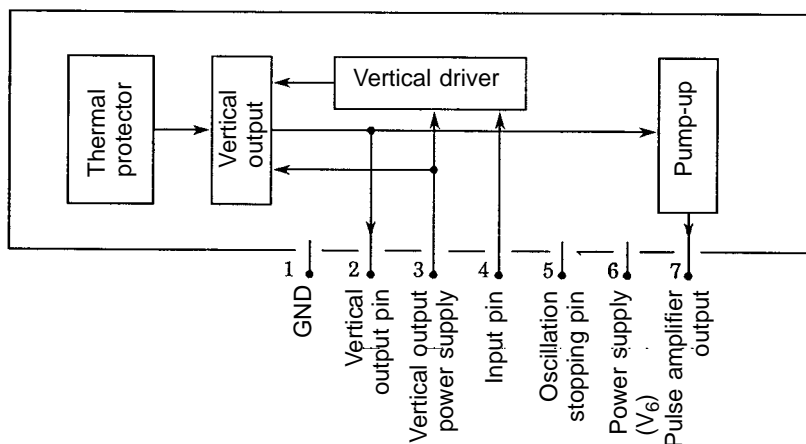 Thermal
protector
Vertical
output
Vertical driver
Pump-up
1
2
3
4
5
6
7
GND
Vertical
output pin
Vertical output
power supply
Input pin
Oscillation
stopping pin
Power supply
(V6)
Pulse amplifier
output